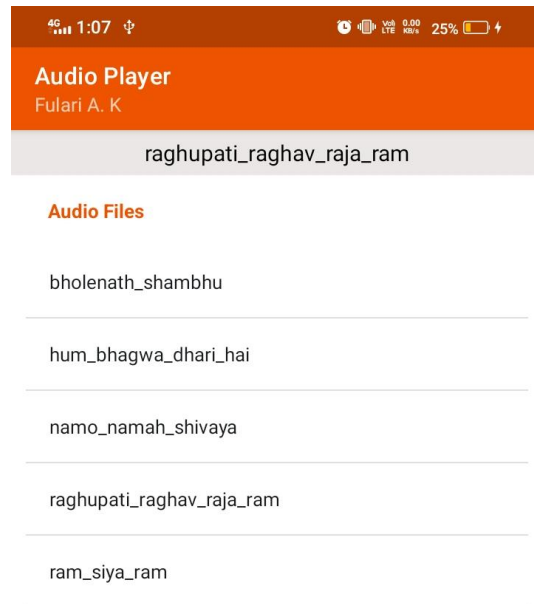 4G 1:07 Vo)) LTE 0.00 KB/s 25%
Audio Player
Fulari A. K
raghupati_raghav_raja_ram
Audio Files
bholenath_shambhu
hum_bhagwa_dhari_hai
namo_namah_shivaya
raghupati_raghav_raja_ram
ram_siya_ram